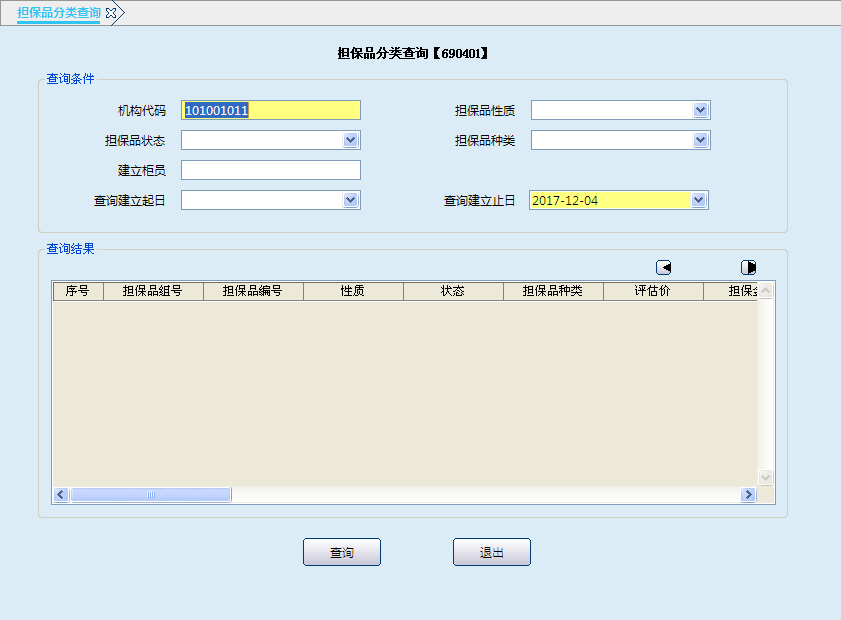 担保品分类查询
担保品分类查询【690401】
查询条件
机构代码 101001011 担保品性质
担保品状态 担保品种类
建立柜员
查询建立起日 查询建立止日 2017-12-04
查询结果
序号 担保品组号 担保品编号 性质 状态 担保品种类 评估价 担保
查询 退出